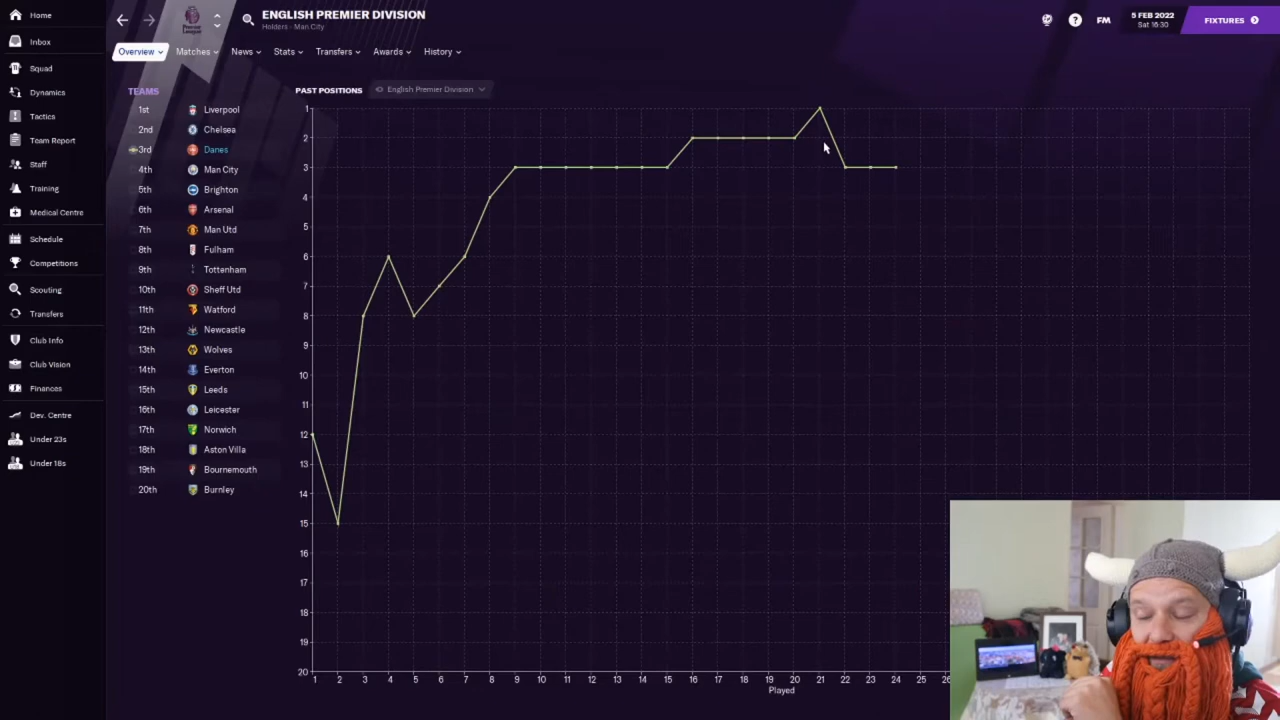 Home
Inbox
Squad
Dynamics
Tactics
Team Report
Staff
Training
Medical Centre
Schedule
Competitions
Scouting
Transfers
Club Info
Club Vision
Finances
Dev. Centre
Under 23s
Under 18s
ENGLISH PREMIER DIVISION
Holders - Man City
FM
5 FEB 2022
Sat 16:30
FIXTURES
Overview
Matches
News
Stats
Transfers
Awards
History
TEAMS
1st Liverpool
2nd Chelsea
3rd Danes
4th Man City
5th Brighton
6th Arsenal
7th Man Utd
8th Fulham
9th Tottenham
10th Sheff Utd
11th Watford
12th Newcastle
13th Wolves
14th Everton
15th Leeds
16th Leicester
17th Norwich
18th Aston Villa
19th Bournemouth
20th Burnley
PAST POSITIONS English Premier Division
1
2
3
4
5
6
7
8
9
10
11
12
13
14
15
16
17
18
19
20
1 2 3 4 5 6 7 8 9 10 11 12 13 14 15 16 17 18 19 20 21 22 23 24 25
Played